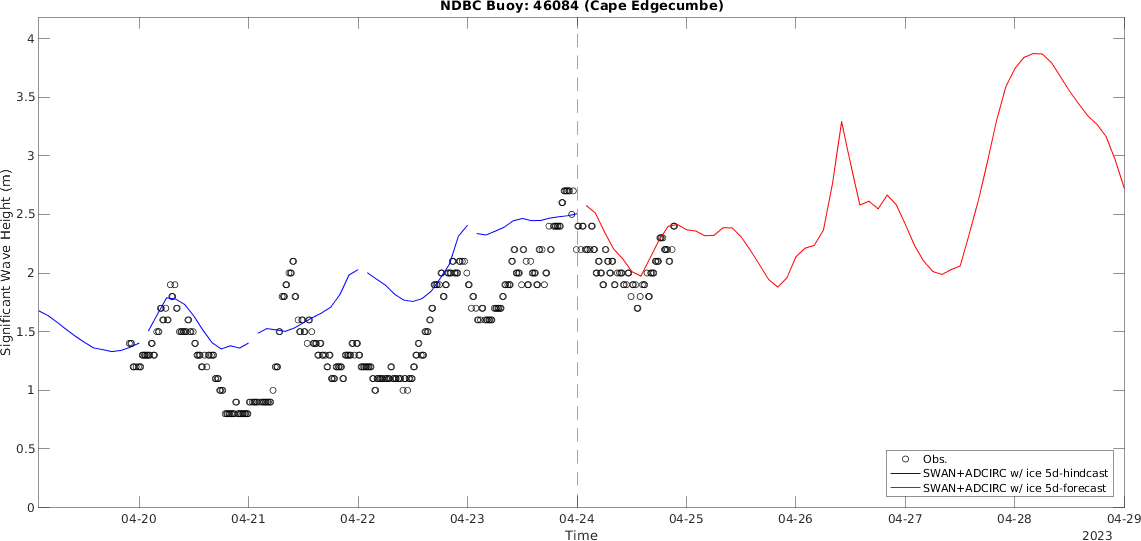 NDBC Buoy: 46084 (Cape Edgecumbe)
Significant Wave Height (m)
4
3.5
3
2.5
2
1.5
1
0.5
0
Obs.
SWAN+ADCIRC w/ ice 5d-hindcast
SWAN+ADCIRC w/ ice 5d-forecast
04-20 04-21 04-22 04-23 04-24 04-25 04-26 04-27 04-28 04-29
Time 2023